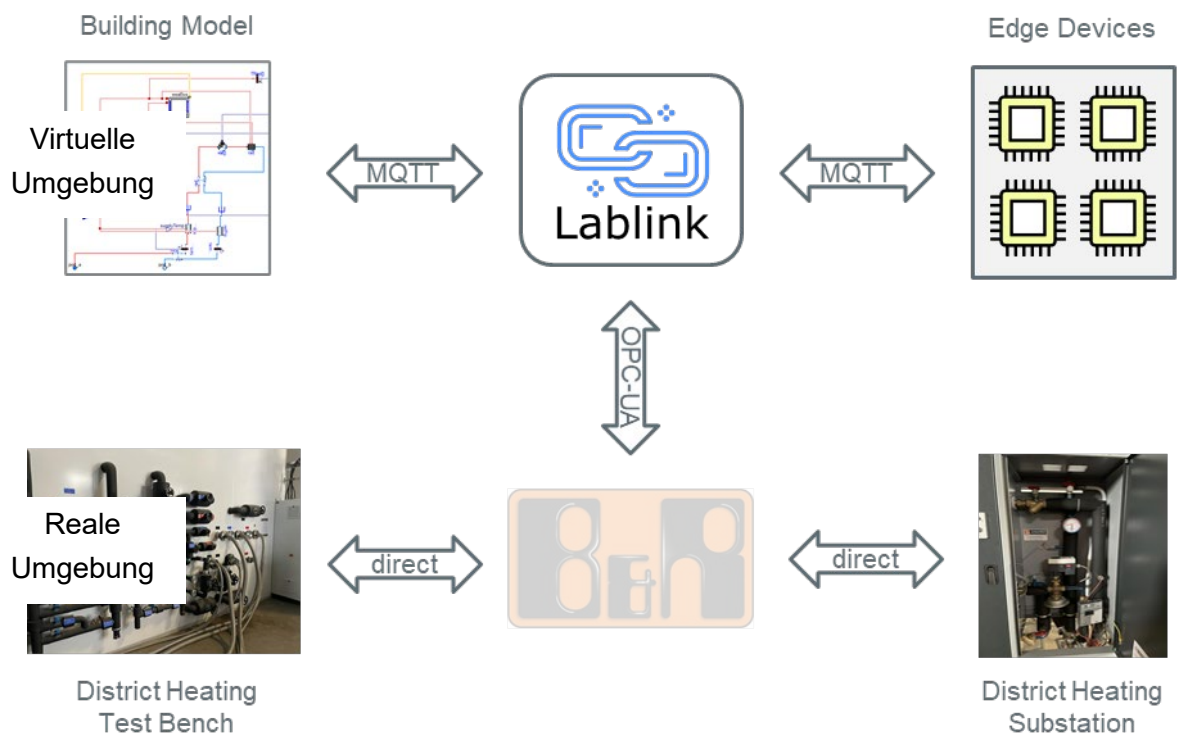 Building Model
Edge Devices
Virtuelle
Umgebung
MQTT
Lablink
MQTT
OPC-UA
Reale
Umgebung
direct
B&R
direct
District Heating
Test Bench
District Heating
Substation